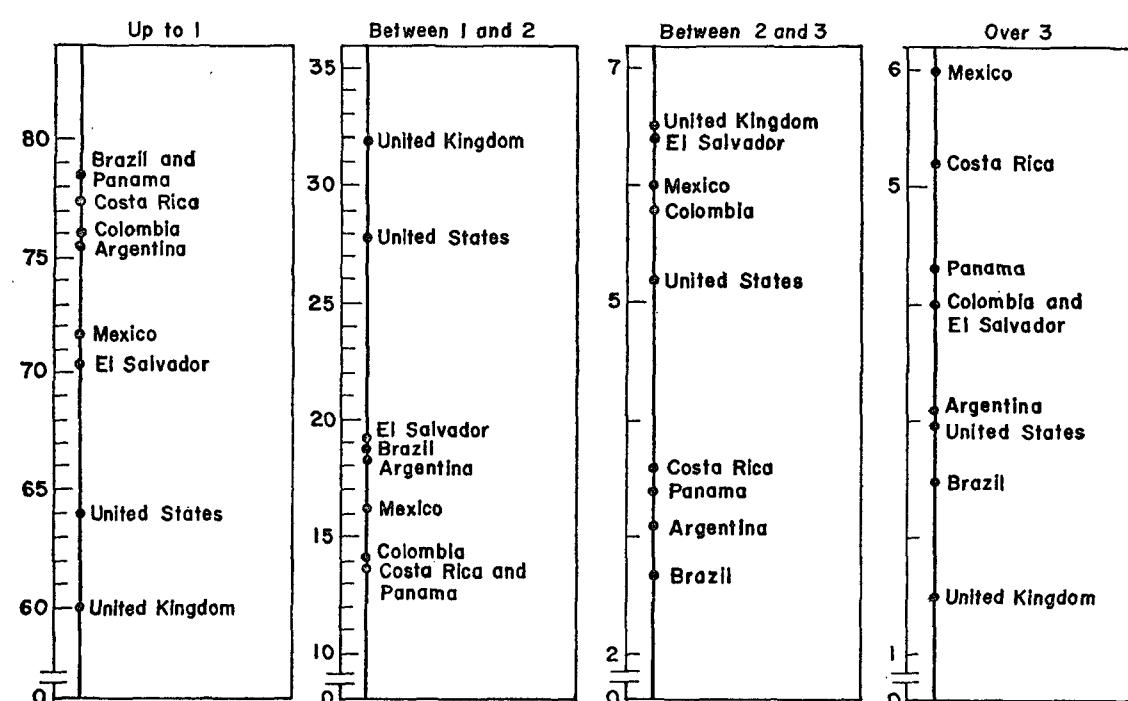 Up to 1
80
75
70
65
60
0
Brazil and
Panama
Costa Rica
Colombia
Argentina
Mexico
El Salvador
United States
United Kingdom
Between 1 and 2
35
30
25
20
15
10
0
United Kingdom
United States
El Salvador
Brazil
Argentina
Mexico
Colombia
Costa Rica and
Panama
Between 2 and 3
7
5
2
0
United Kingdom
El Salvador
Mexico
Colombia
United States
Costa Rica
Panama
Argentina
Brazil
Over 3
6
5
1
0
Mexico
Costa Rica
Panama
Colombia and
El Salvador
Argentina
United States
Brazil
United Kingdom